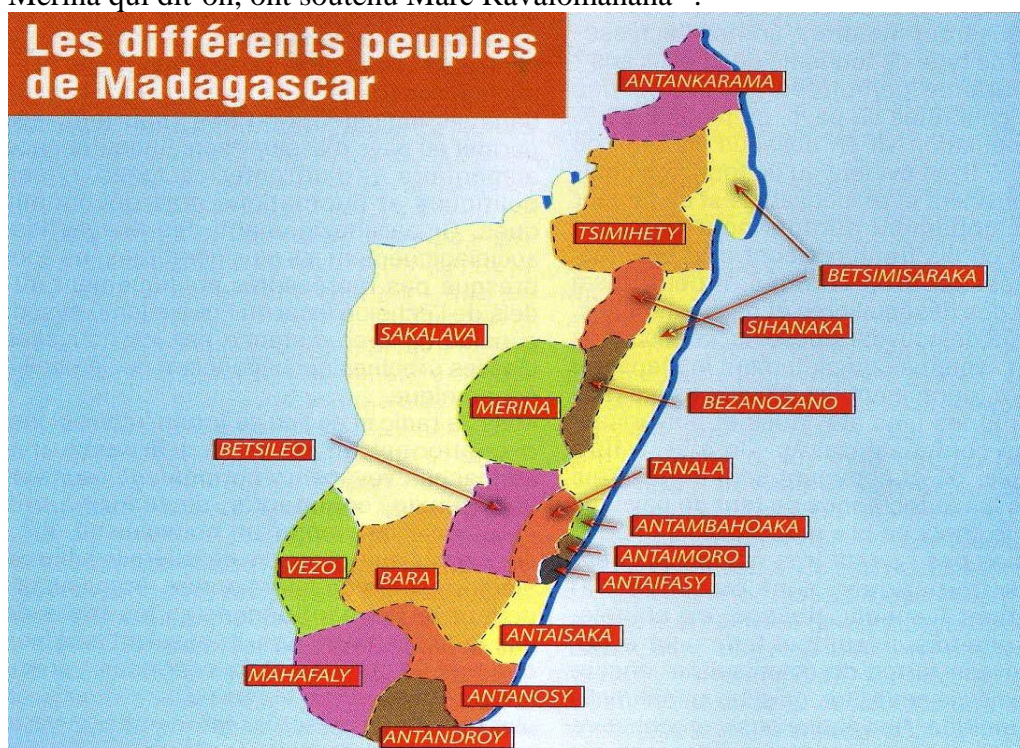 Merina qui dit-on, ont soutenu Marc Ravalomanana
Les différents peuples
de Madagascar
ANTANKARAMA
TSIMIHETY
BETSIMISARAKA
SIHANAKA
SAKALAVA
MERINA
BEZANOZANO
BETSILEO
TANALA
ANTAMBAHOAKA
ANTAIMORO
VEZO
BARA
ANTAIFASY
ANTAISAKA
MAHAFALY
ANTANOSY
ANTANDROY